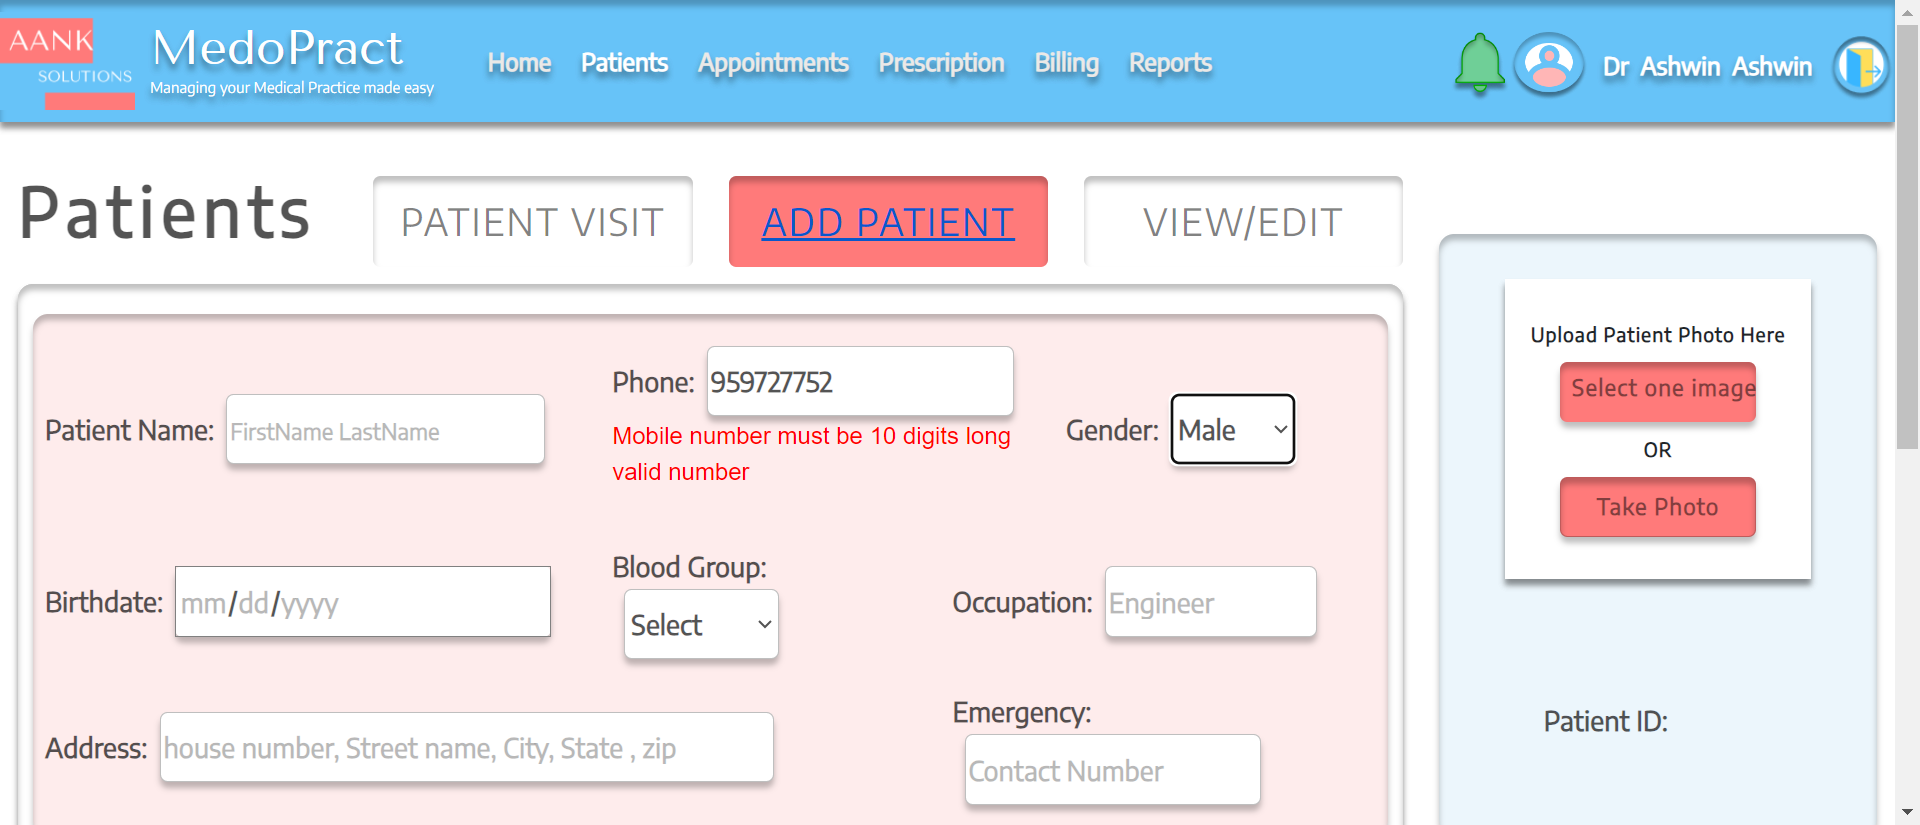 AANK
SOLUTIONS
MedoPract
Managing your Medical Practice made easy
Home Patients Appointments Prescription Billing Reports
Dr Ashwin Ashwin
Patients
PATIENT VISIT
ADD PATIENT
VIEW/EDIT
Patient Name: FirstName LastName
Phone: 959727752
Mobile number must be 10 digits long
valid number
Gender: Male
Birthdate: mm/dd/yyyy
Blood Group:
Select
Occupation: Engineer
Address: house number, Street name, City, State , zip
Emergency:
Contact Number
Upload Patient Photo Here
Select one image
OR
Take Photo
Patient ID: